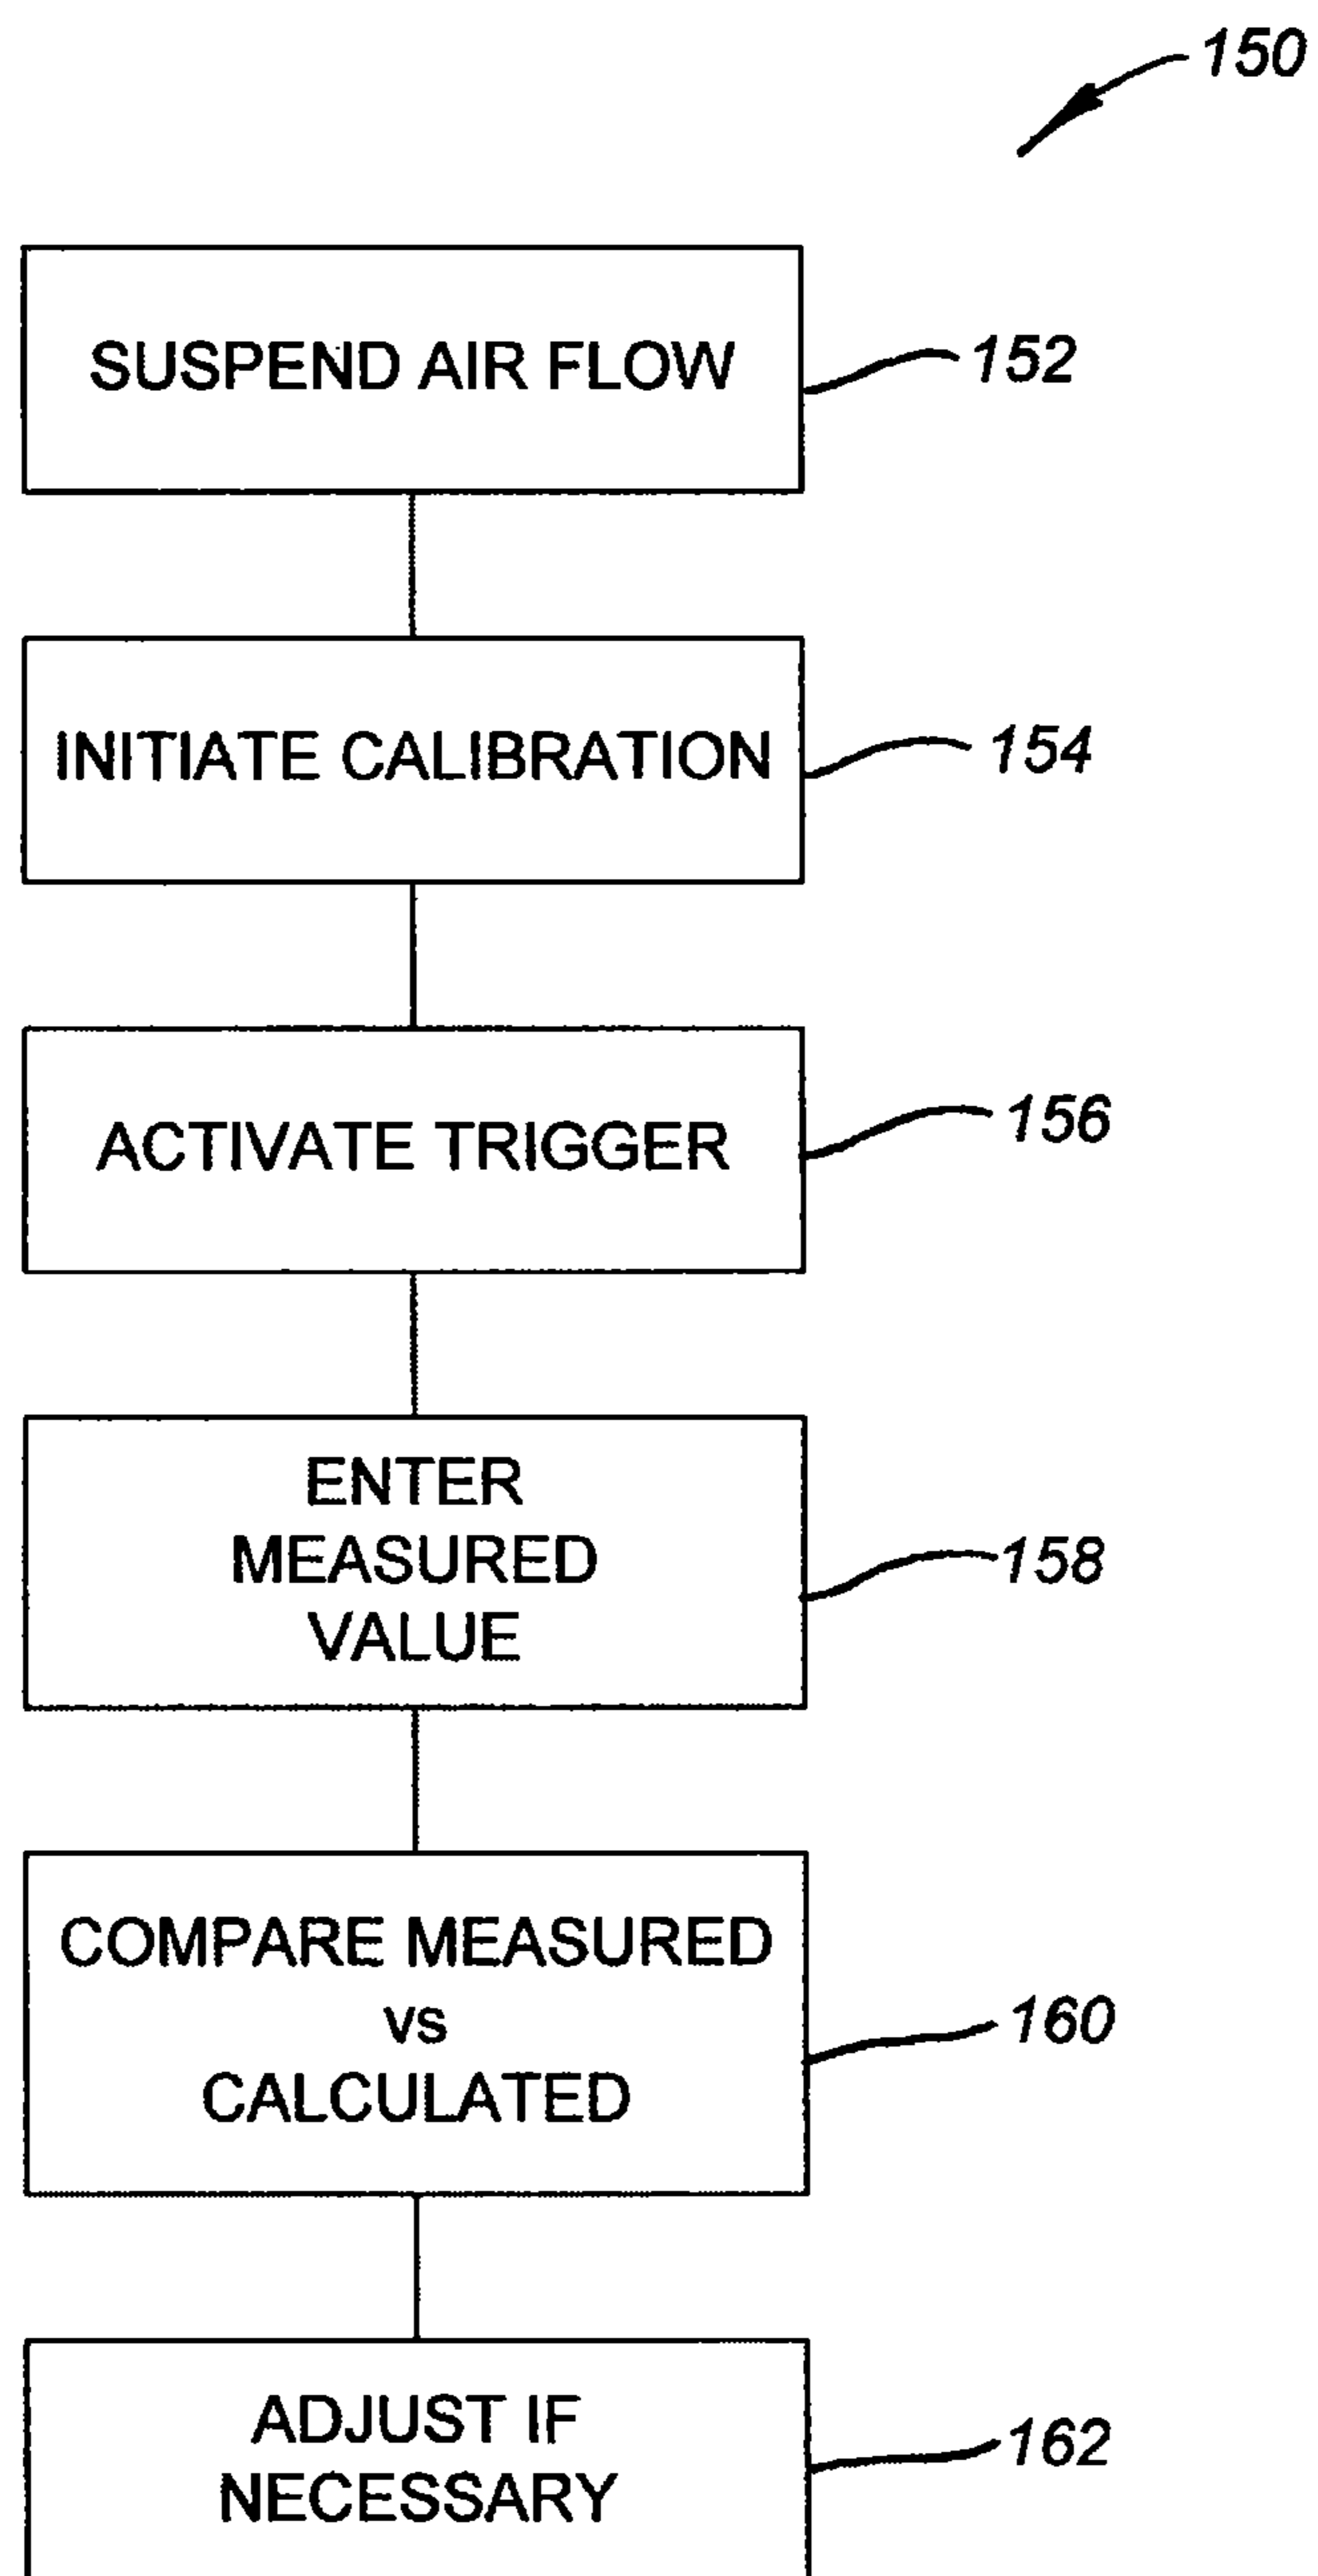 150
SUSPEND AIR FLOW
152
INITIATE CALIBRATION
154
ACTIVATE TRIGGER
156
ENTER
MEASURED
VALUE
158
COMPARE MEASURED
vs
CALCULATED
160
ADJUST IF
NECESSARY
162